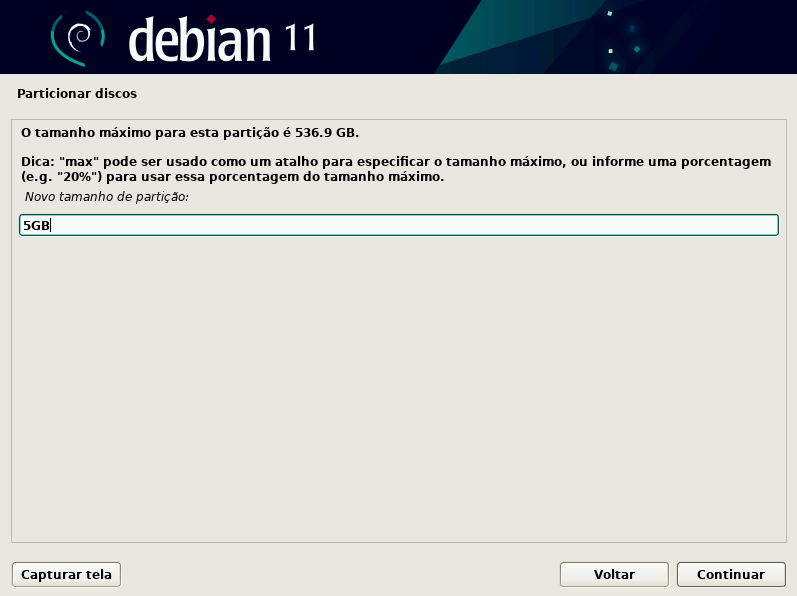 debian 11
Particionar discos
O tamanho máximo para esta partição é 536.9 GB.
Dica: "max" pode ser usado como um atalho para especificar o tamanho máximo, ou informe uma porcentagem
(e.g. "20%") para usar essa porcentagem do tamanho máximo.
Novo tamanho de partição:
5GB
Capturar tela
Voltar
Continuar